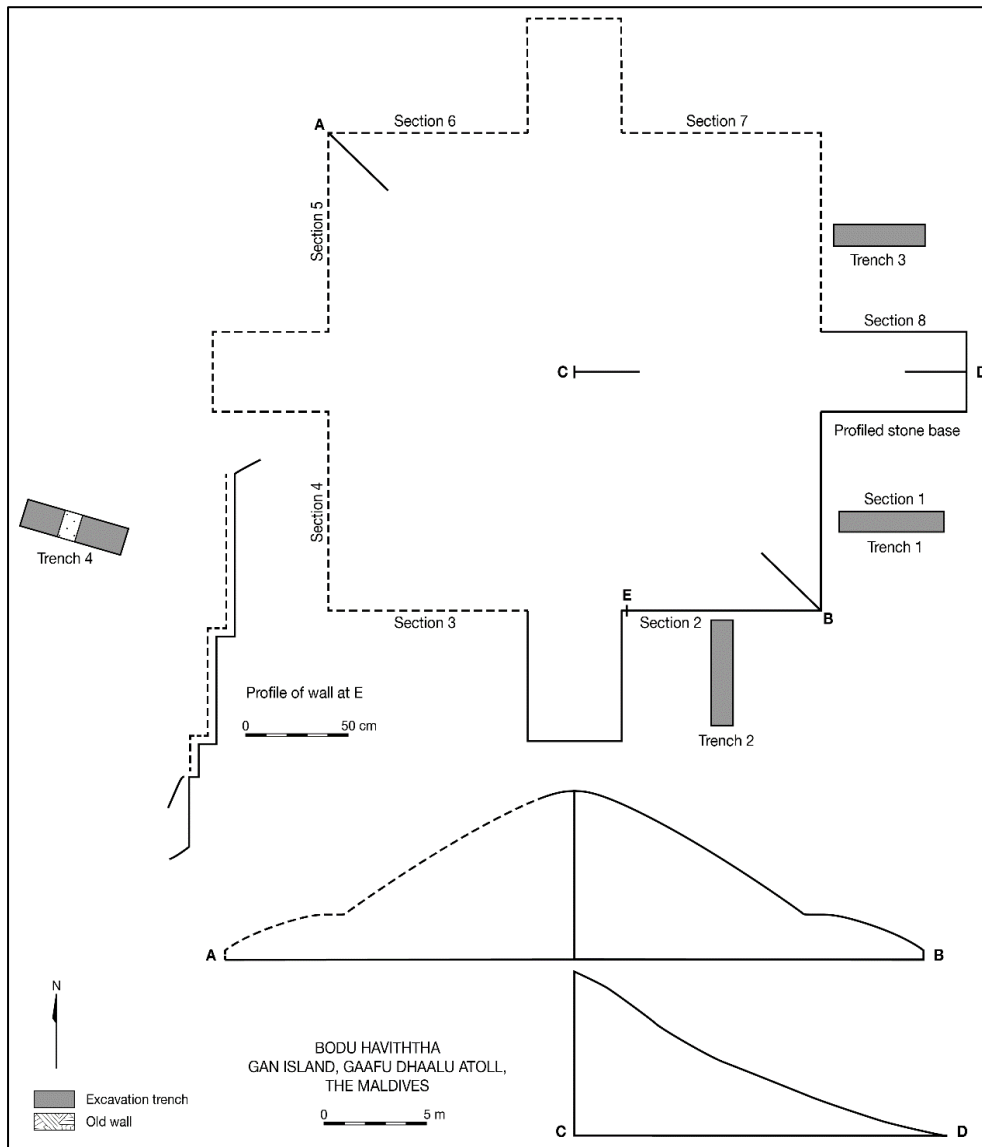 A
Section 6
Section 7
Section 5
Trench 3
Section 8
C
D
Profiled stone base
Section 4
Section 1
Trench 4
Trench 1
E
B
Section 3
Section 2
Profile of wall at E
0 50 cm
Trench 2
A
B
N
BODU HAVITHTHA
GAN ISLAND, GAAFU DHAALU ATOLL,
THE MALDIVES
Excavation trench
Old wall
0 5 m
C
D